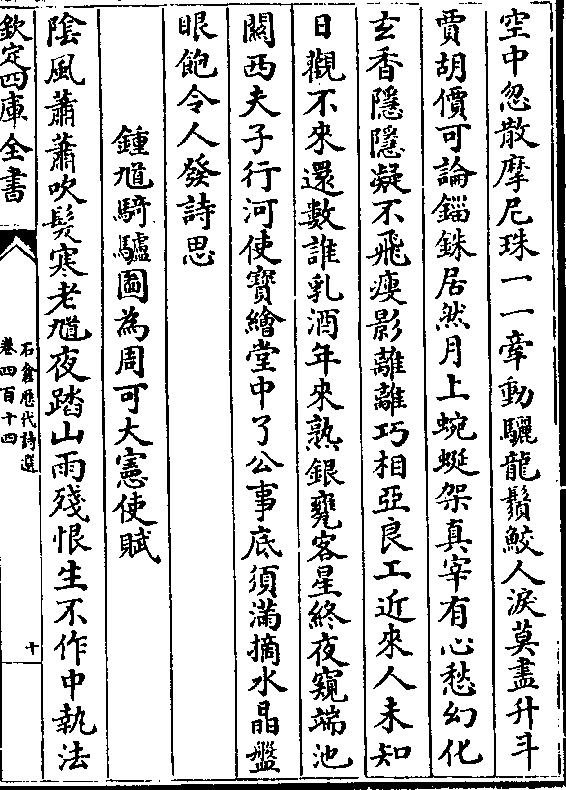 空中忽散摩尼珠一一牽動驪龍鬚鮫人淚莫盡升斗
賈胡價可論錙銖居然月上蜿蜒架真宰有心愁幻化
玄香隱隱凝不飛瘦影離離巧相亞良工近來人未知
日觀不來還數誰乳酒年來熟銀甕客星終夜窺端池
關西夫子行河使寶繪堂中了公事底須滿摘水晶盤
眼飽令人發詩思
鍾馗騎驢圖為周可大憲使賦
陰風蕭蕭吹髮寒老馗夜踏山雨殘恨生不作中執法
欽定四庫全書
石倉歷代詩選
卷四百十四
十